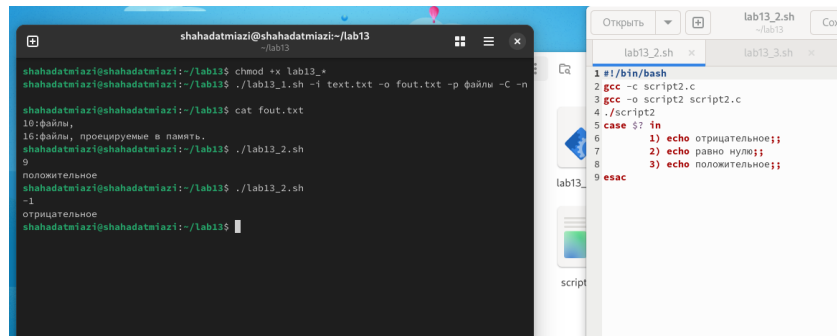 shahadatmiazi@shahadatmiazi:~/lab13
~/lab13
shahadatmiazi@shahadatmiazi:~/lab13$ chmod +x lab13_*
shahadatmiazi@shahadatmiazi:~/lab13$ ./lab13_1.sh -i text.txt -o fout.txt -p файлы -C -n
shahadatmiazi@shahadatmiazi:~/lab13$ cat fout.txt
10:файлы,
16:файлы, проецируемые в память.
shahadatmiazi@shahadatmiazi:~/lab13$ ./lab13_2.sh
9
положительное
shahadatmiazi@shahadatmiazi:~/lab13$ ./lab13_2.sh
-1
отрицательное
shahadatmiazi@shahadatmiazi:~/lab13$
lab13_
script
Открыть
lab13_2.sh
~/lab13
Сох
lab13_2.sh ×
lab13_3.sh ×
1 #!/bin/bash
2 gcc -c script2.c
3 gcc -o script2 script2.c
4 ./script2
5 case $? in
6 1) echo отрицательное;;
7 2) echo равно нулю;;
8 3) echo положительное;;
9 esac